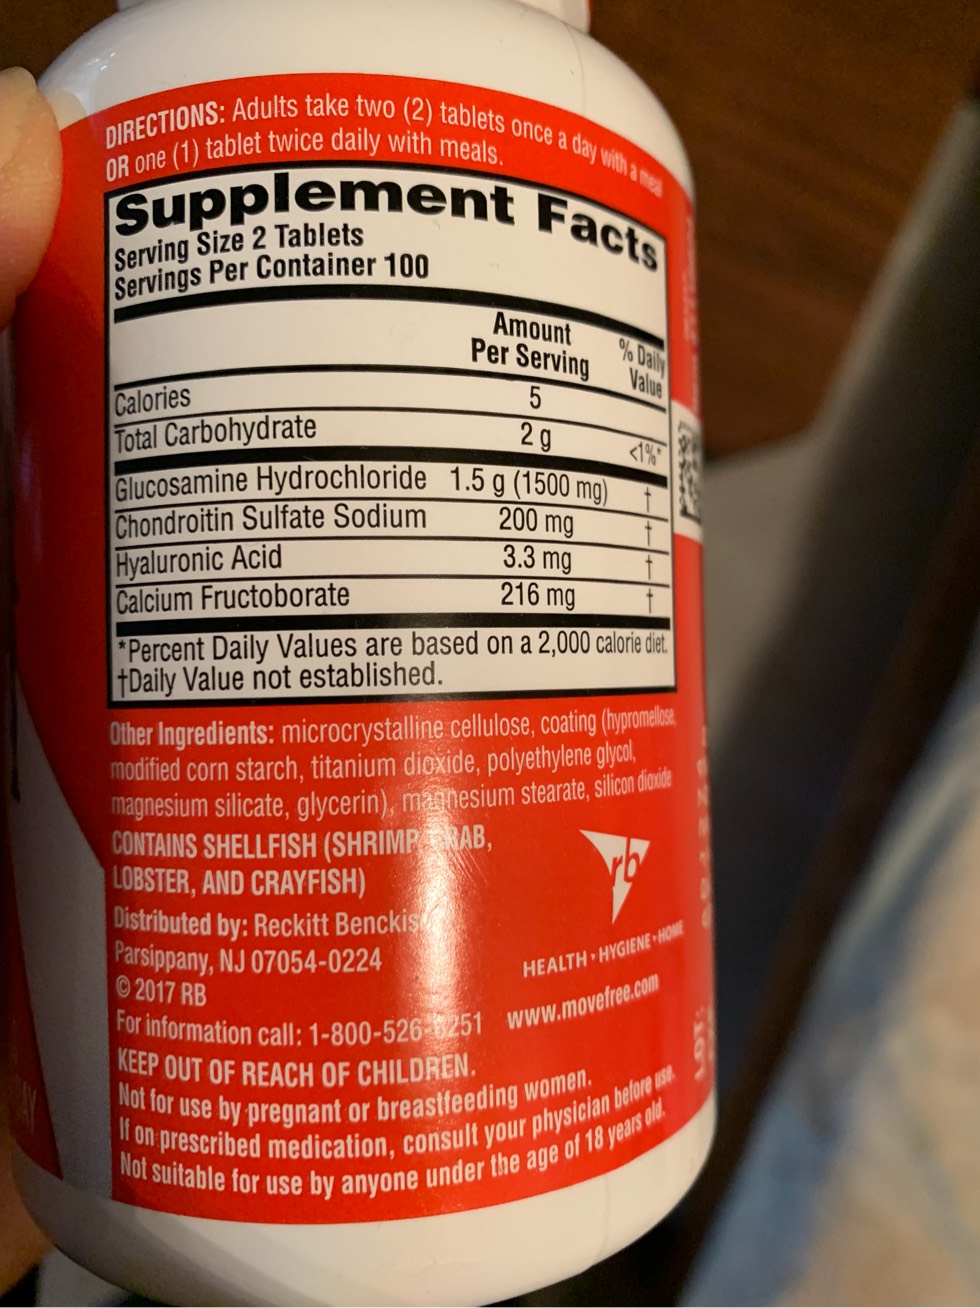 DIRECTIONS: Adults take two (2) tablets once a day with a meal
OR one (1) tablet twice daily with meals.
Supplement Facts
Serving Size 2 Tablets
Servings Per Container 100
Amount Per Serving % Daily Value
Calories 5
Total Carbohydrate 2 g <1%*
Glucosamine Hydrochloride 1.5 g (1500 mg) †
Chondroitin Sulfate Sodium 200 mg †
Hyaluronic Acid 3.3 mg †
Calcium Fructoborate 216 mg †
*Percent Daily Values are based on a 2,000 calorie diet.
†Daily Value not established.
Other Ingredients: microcrystalline cellulose, coating (hypromellose,
modified corn starch, titanium dioxide, polyethylene glycol,
magnesium silicate, glycerin), magnesium stearate, silicon dioxide
CONTAINS SHELLFISH (SHRIMP, CRAB,
LOBSTER, AND CRAYFISH)
Distributed by: Reckitt
Parsippany, NJ 07054-0224
© 2017 RB
rb
HEALTH • HYGIENE • HOME
For information call:
www.movefree.com
KEEP OUT OF REACH OF CHILDREN.
Not for use by pregnant or breastfeeding women.
If on prescribed medication, consult your physician before use.
Not suitable for use by anyone under the age of 18 years old.
LOT: